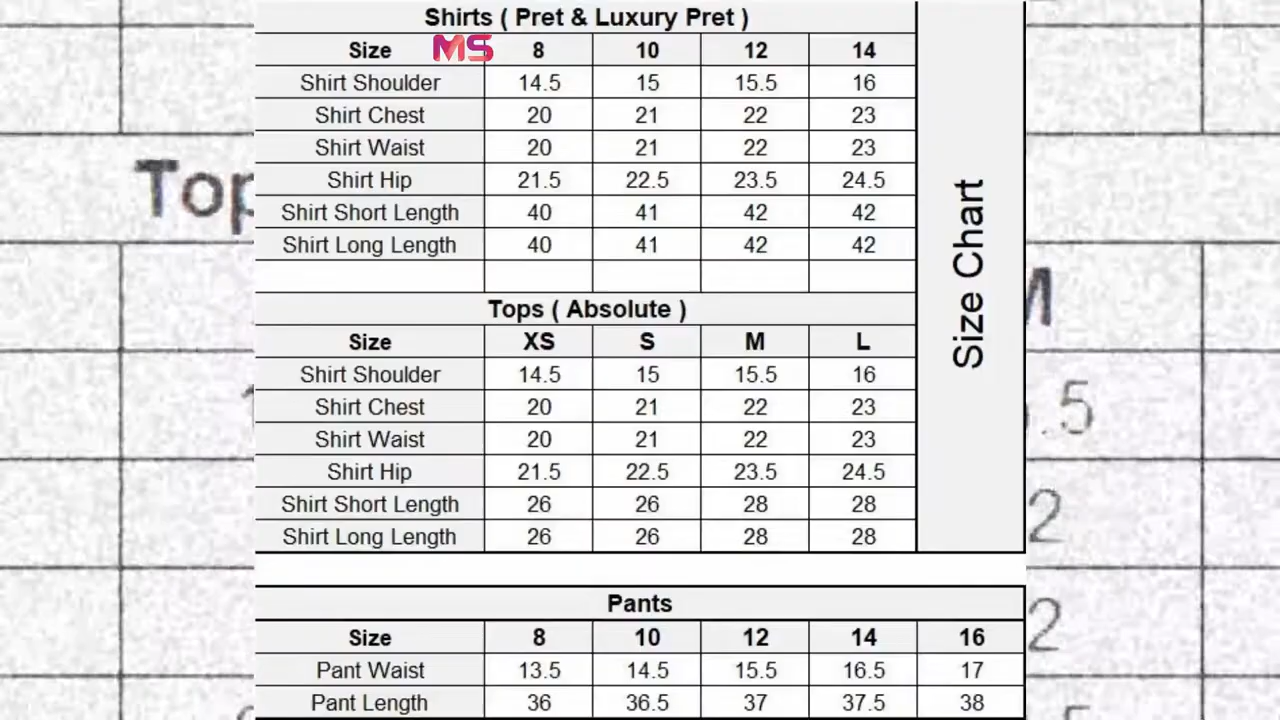 Shirts ( Pret & Luxury Pret )
MS
Size 8 10 12 14
Shirt Shoulder 14.5 15 15.5 16
Shirt Chest 20 21 22 23
Shirt Waist 20 21 22 23
Shirt Hip 21.5 22.5 23.5 24.5
Shirt Short Length 40 41 42 42
Shirt Long Length 40 41 42 42
Size Chart
Tops ( Absolute )
Size XS S M L
Shirt Shoulder 14.5 15 15.5 16
Shirt Chest 20 21 22 23
Shirt Waist 20 21 22 23
Shirt Hip 21.5 22.5 23.5 24.5
Shirt Short Length 26 26 28 28
Shirt Long Length 26 26 28 28
Pants
Size 8 10 12 14 16
Pant Waist 13.5 14.5 15.5 16.5 17
Pant Length 36 36.5 37 37.5 38